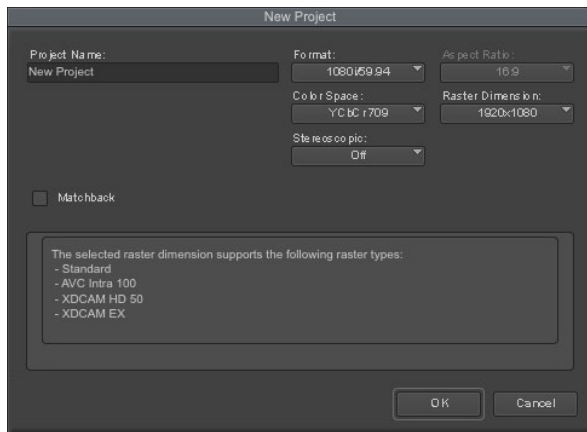 New Project
Project Name:
New Project
Format:
1080i/59.94
Aspect Ratio:
16:9
Color Space:
YCbCr709
Raster Dimension:
1920x1080
Stereoscopic:
Off
Matchback
The selected raster dimension supports the following raster types:
- Standard
- AVC Intra 100
- XDCAM HD 50
- XDCAM EX
OK
Cancel